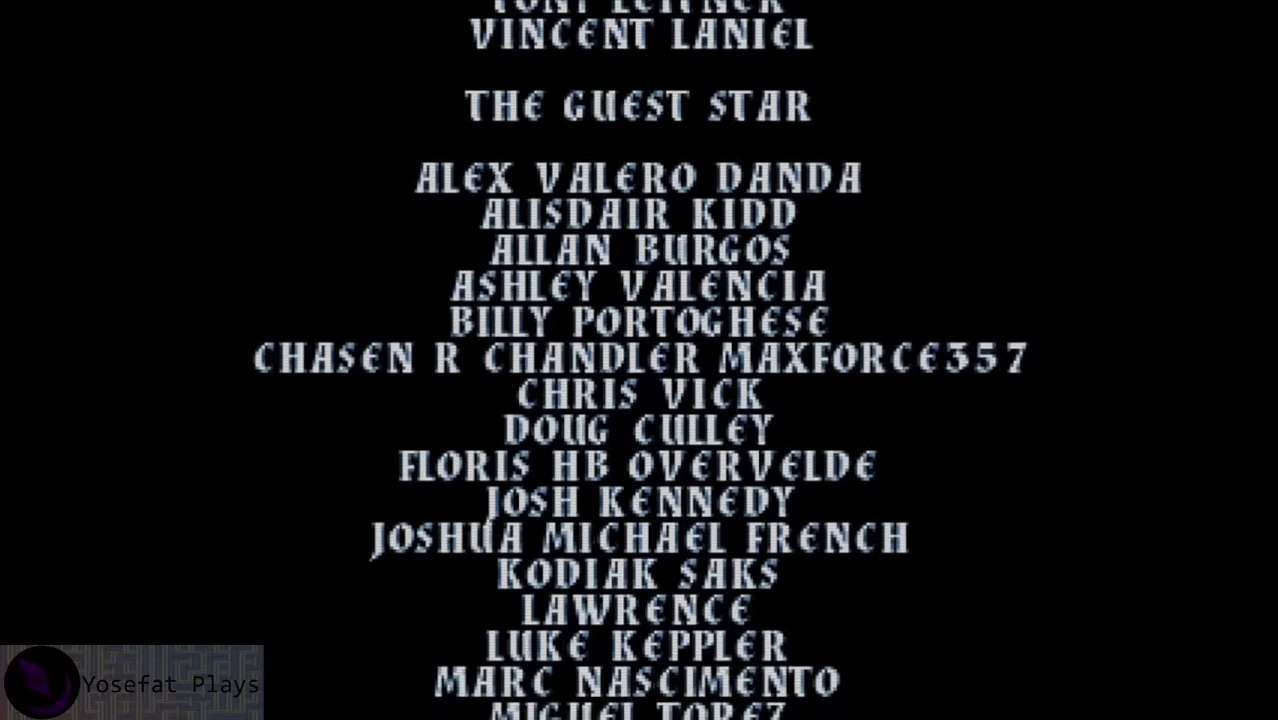 VINCENT LANIEL
THE GUEST STAR
ALEX VALERO DANDA
ALISDAIR KIDD
ALLAN BURGOS
ASHLEY VALENCIA
BILLY PORTOGHESE
CHASEN R CHANDLER MAXFORCE357
CHRIS VICK
DOUG CULLEY
FLORIS HB OVERVELDE
JOSH KENNEDY
JOSHUA MICHAEL FRENCH
KODIAK SAKS
LAWRENCE
LUKE KEPPLER
MARC NASCIMENTO
MIGUEL
Yosefat Plays